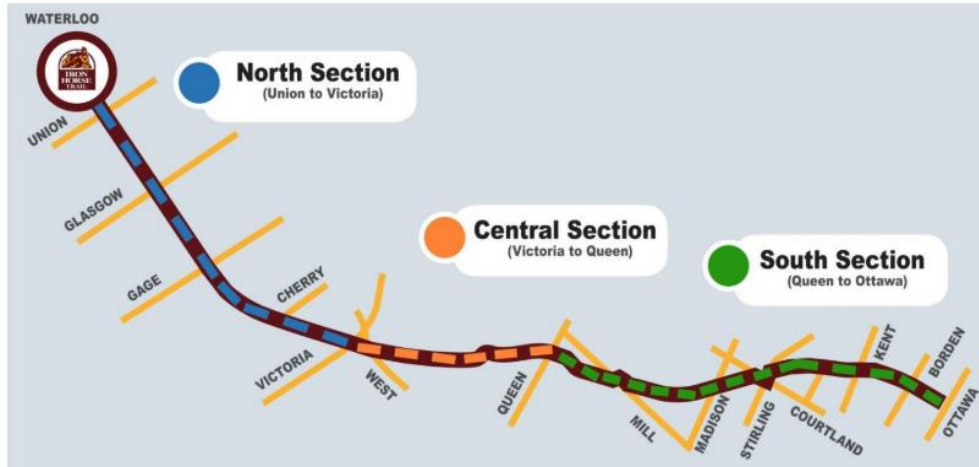 WATERLOO
IRON
HORSE
TRAIL
North Section
(Union to Victoria)
UNION
GLASGOW
GAGE
CHERRY
VICTORIA
WEST
Central Section
(Victoria to Queen)
QUEEN
South Section
(Queen to Ottawa)
MILL
MADISON
STIRLING
COURTLAND
KENT
BORDEN
OTTAWA